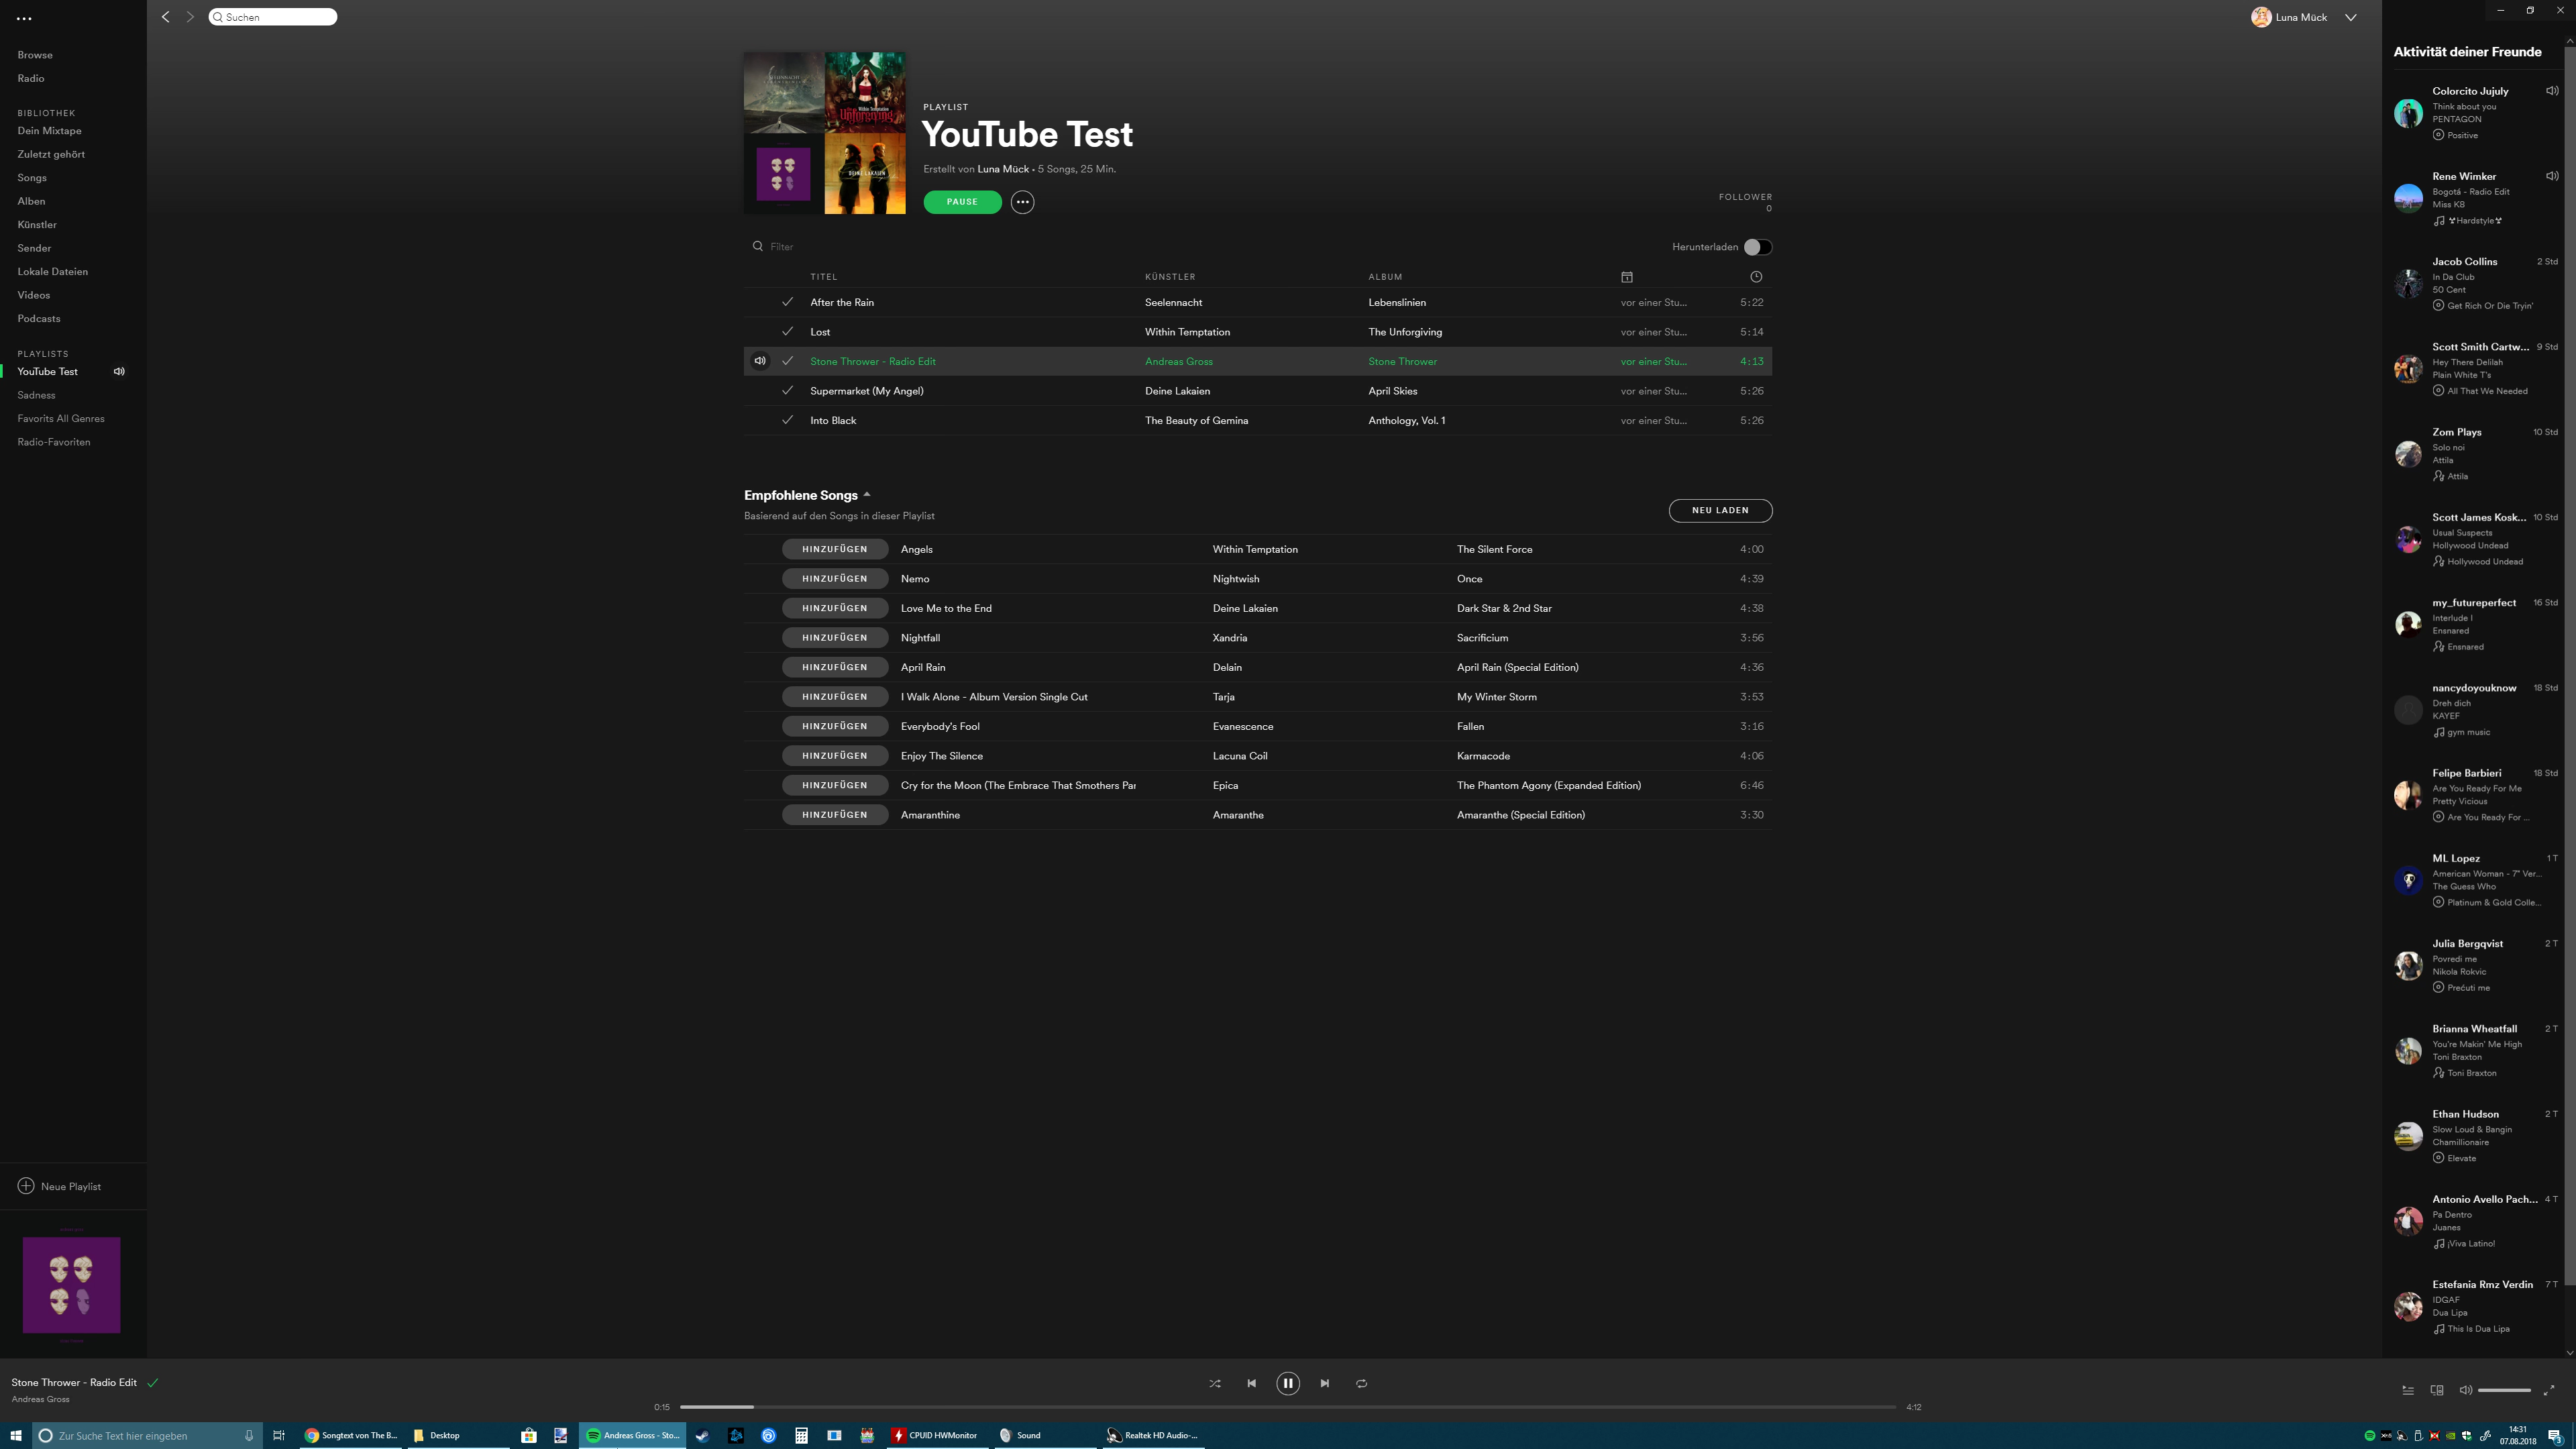 Suchen
Luna Mück
Browse
Radio
BIBLIOTHEK
Dein Mixtape
Zuletzt gehört
Songs
Alben
Künstler
Sender
Lokale Dateien
Videos
Podcasts
PLAYLISTS
YouTube Test
Sadness
Favorits All Genres
Radio-Favoriten
Neue Playlist
PLAYLIST
YouTube Test
Erstellt von Luna Mück • 5 Songs, 25 Min.
PAUSE
FOLLOWER
0
Filter
Herunterladen
TITEL KÜNSTLER ALBUM
After the Rain Seelennacht Lebenslinien vor einer Stu... 5:22
Lost Within Temptation The Unforgiving vor einer Stu... 5:14
Stone Thrower - Radio Edit Andreas Gross Stone Thrower vor einer Stu... 4:13
Supermarket (My Angel) Deine Lakaien April Skies vor einer Stu... 5:26
Into Black The Beauty of Gemina Anthology, Vol. 1 vor einer Stu... 5:26
Empfohlene Songs
Basierend auf den Songs in dieser Playlist
NEU LADEN
HINZUFÜGEN Angels Within Temptation The Silent Force 4:00
HINZUFÜGEN Nemo Nightwish Once 4:39
HINZUFÜGEN Love Me to the End Deine Lakaien Dark Star & 2nd Star 4:38
HINZUFÜGEN Nightfall Xandria Sacrificium 3:56
HINZUFÜGEN April Rain Delain April Rain (Special Edition) 4:36
HINZUFÜGEN I Walk Alone - Album Version Single Cut Tarja My Winter Storm 3:53
HINZUFÜGEN Everybody's Fool Evanescence Fallen 3:16
HINZUFÜGEN Enjoy The Silence Lacuna Coil Karmacode 4:06
HINZUFÜGEN Cry for the Moon (The Embrace That Smothers Par Epica The Phantom Agony (Expanded Edition) 6:46
HINZUFÜGEN Amaranthine Amaranthe Amaranthe (Special Edition) 3:30
Aktivität deiner Freunde
Colorcito Jujuly
Think about you
PENTAGON
Positive
Rene Wimker
Bogotá - Radio Edit
Miss K8
☣Hardstyle☣
Jacob Collins 2 Std
In Da Club
50 Cent
Get Rich Or Die Tryin'
Scott Smith Cartw... 9 Std
Hey There Delilah
Plain White T's
All That We Needed
Zom Plays 10 Std
Solo noi
Attila
Attila
Scott James Kosk... 10 Std
Usual Suspects
Hollywood Undead
Hollywood Undead
my_futureperfect 16 Std
Interlude I
Ensnared
Ensnared
nancydoyouknow 18 Std
Dreh dich
KAYEF
gym music
Felipe Barbieri 18 Std
Are You Ready For Me
Pretty Vicious
Are You Ready For ...
ML Lopez 1 T
American Woman - 7" Ver...
The Guess Who
Platinum & Gold Colle...
Julia Bergqvist 2 T
Povredi me
Nikola Rokvic
Prećuti me
Brianna Wheatfall 2 T
You're Makin' Me High
Toni Braxton
Toni Braxton
Ethan Hudson 2 T
Slow Loud & Bangin
Chamillionaire
Elevate
Antonio Avello Pach... 4 T
Pa Dentro
Juanes
¡Viva Latino!
Estefania Rmz Verdin 7 T
IDGAF
Dua Lipa
This Is Dua Lipa
Stone Thrower - Radio Edit
Andreas Gross
0:15 4:12
Zur Suche Text hier eingeben
Songtext von The B...
Desktop
Andreas Gross - Sto...
CPUID HWMonitor
Sound
Realtek HD Audio-...
14:31
07.08.2018